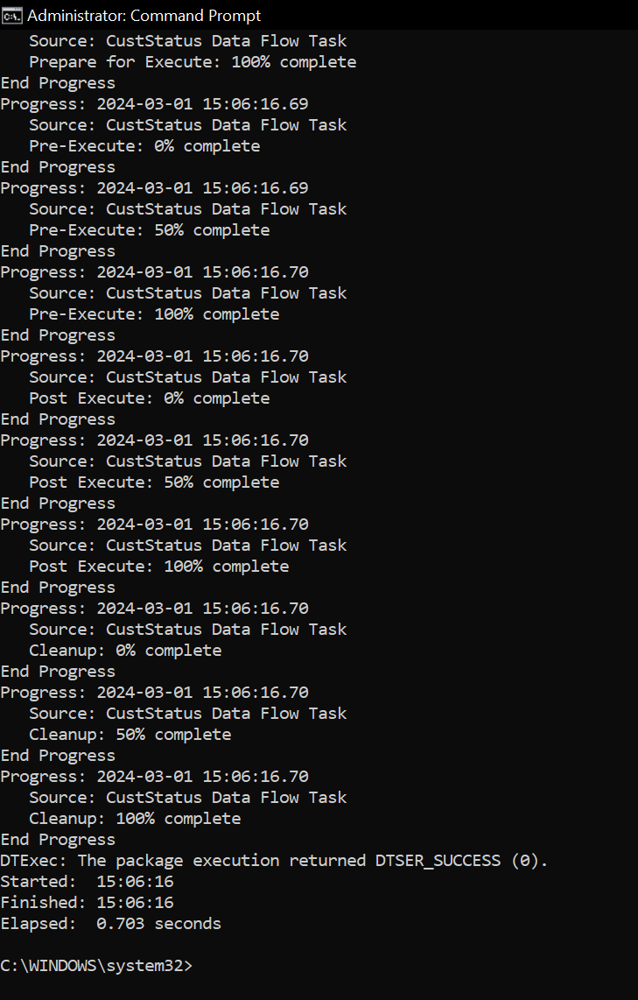 Administrator: Command Prompt
   Source: CustStatus Data Flow Task
   Prepare for Execute: 100% complete
End Progress
Progress: 2024-03-01 15:06:16.69
   Source: CustStatus Data Flow Task
   Pre-Execute: 0% complete
End Progress
Progress: 2024-03-01 15:06:16.69
   Source: CustStatus Data Flow Task
   Pre-Execute: 50% complete
End Progress
Progress: 2024-03-01 15:06:16.70
   Source: CustStatus Data Flow Task
   Pre-Execute: 100% complete
End Progress
Progress: 2024-03-01 15:06:16.70
   Source: CustStatus Data Flow Task
   Post Execute: 0% complete
End Progress
Progress: 2024-03-01 15:06:16.70
   Source: CustStatus Data Flow Task
   Post Execute: 50% complete
End Progress
Progress: 2024-03-01 15:06:16.70
   Source: CustStatus Data Flow Task
   Post Execute: 100% complete
End Progress
Progress: 2024-03-01 15:06:16.70
   Source: CustStatus Data Flow Task
   Cleanup: 0% complete
End Progress
Progress: 2024-03-01 15:06:16.70
   Source: CustStatus Data Flow Task
   Cleanup: 50% complete
End Progress
Progress: 2024-03-01 15:06:16.70
   Source: CustStatus Data Flow Task
   Cleanup: 100% complete
End Progress
DTExec: The package execution returned DTSER_SUCCESS (0).
Started:  15:06:16
Finished: 15:06:16
Elapsed:  0.703 seconds

C:\WINDOWS\system32>